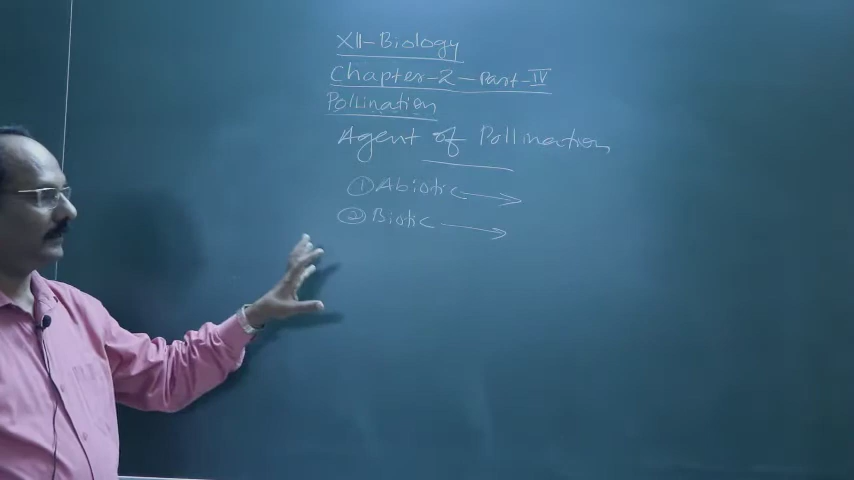 XII-Biology
Chapter-2-Part-IV
Pollination
Agent of Pollination
① Abiotic →
② Biotic →